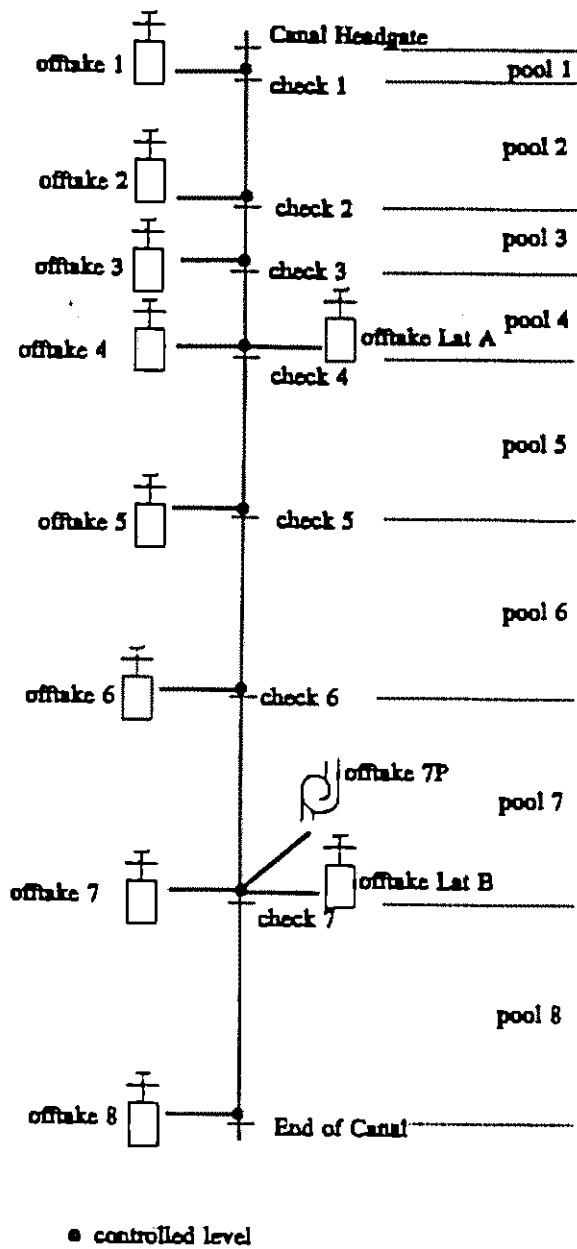 Canal Headgate
offtake 1
pool 1
check 1
pool 2
offtake 2
check 2
pool 3
offtake 3
check 3
pool 4
offtake 4
offtake Lat A
check 4
pool 5
offtake 5
check 5
pool 6
offtake 6
check 6
offtake 7P
pool 7
offtake 7
offtake Lat B
check 7
pool 8
offtake 8
End of Canal
controlled level